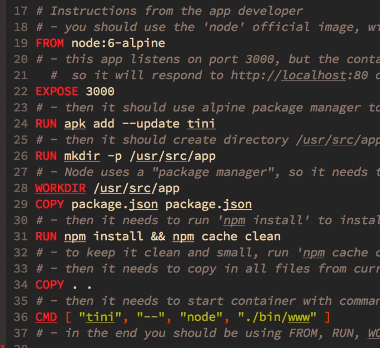 17 # Instructions from the app developer
18 # - you should use the 'node' official image, wi
19 FROM node:6-alpine
20 # - this app listens on port 3000, but the conta
21 # so it will respond to http://localhost:80 o
22 EXPOSE 3000
23 # - then it should use alpine package manager to
24 RUN apk add --update tini
25 # - then it should create directory /usr/src/app
26 RUN mkdir -p /usr/src/app
27 # - Node uses a "package manager", so it needs t
28 WORKDIR /usr/src/app
29 COPY package.json package.json
30 # - then it needs to run 'npm install' to instal
31 RUN npm install && npm cache clean
32 # - to keep it clean and small, run 'npm cache c
33 # - then it needs to copy in all files from curr
34 COPY . .
35 # - then it needs to start container with comman
36 CMD [ "tini", "--", "node", "./bin/www" ]
37 # - in the end you should be using FROM, RUN, WO